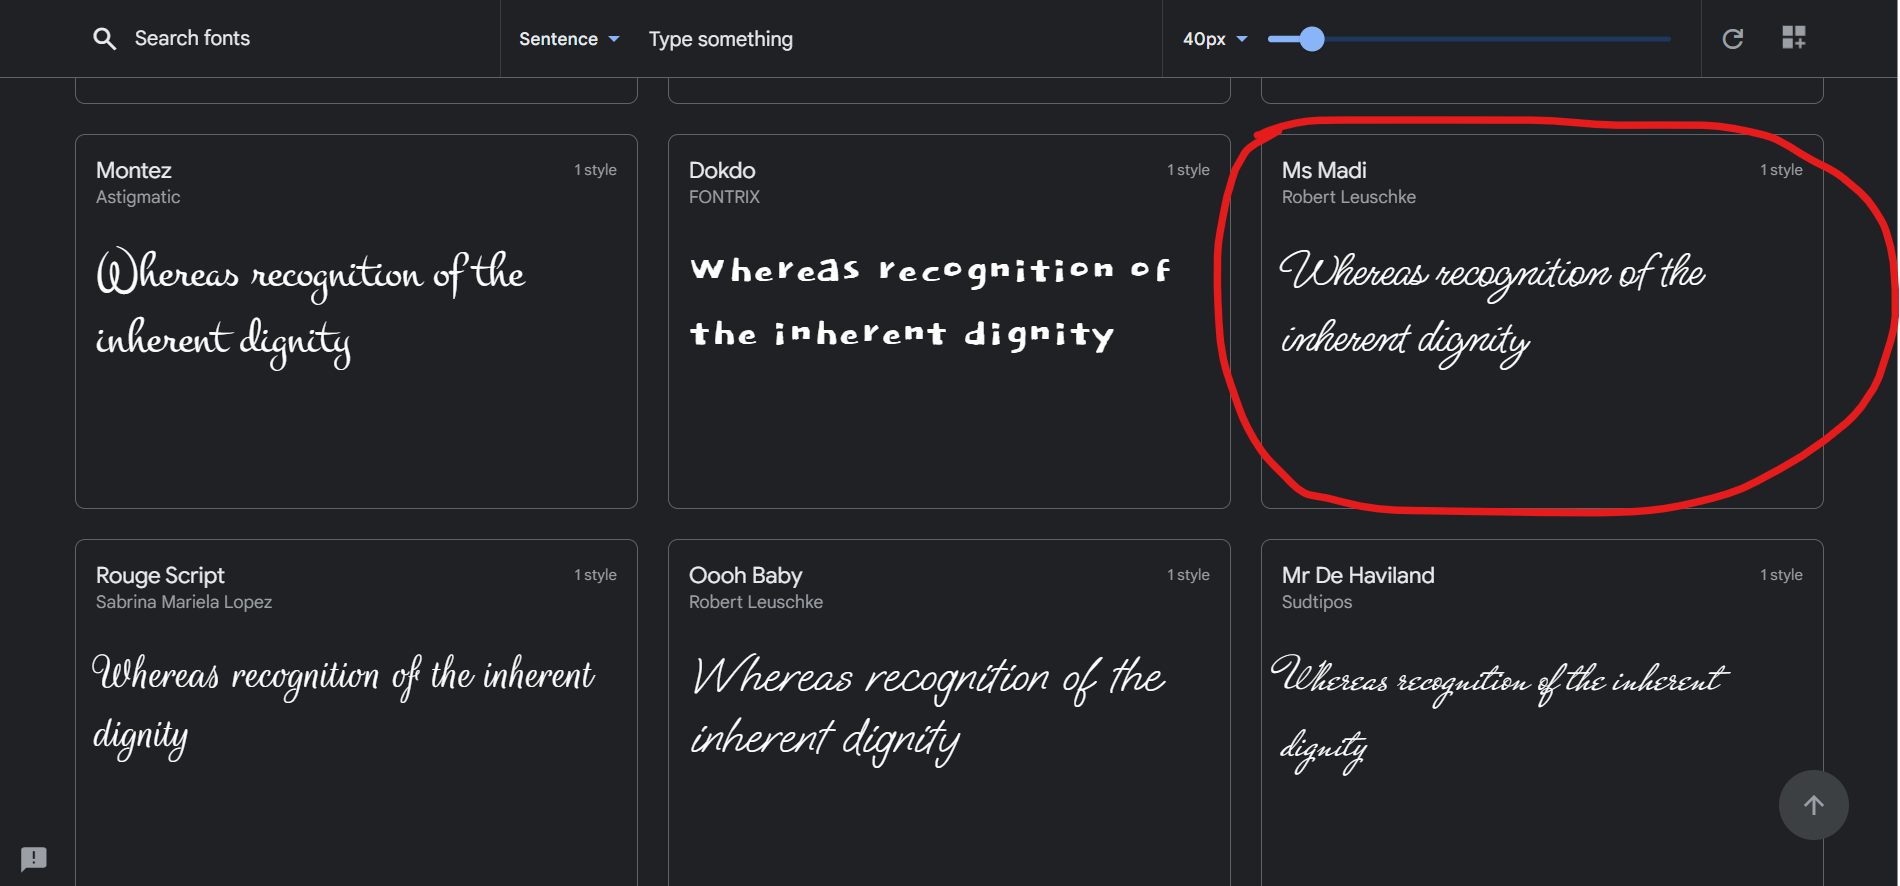 Search fonts
Sentence
Type something
40px
Montez
1 style
Astigmatic
Whereas recognition of the
inherent dignity
Dokdo
1 style
FONTRIX
Whereas recognition of
the inherent dignity
Ms Madi
1 style
Robert Leuschke
Whereas recognition of the
inherent dignity
Rouge Script
1 style
Sabrina Mariela Lopez
Whereas recognition of the inherent
dignity
Oooh Baby
1 style
Robert Leuschke
Whereas recognition of the
inherent dignity
Mr De Haviland
1 style
Sudtipos
Whereas recognition of the inherent
dignity